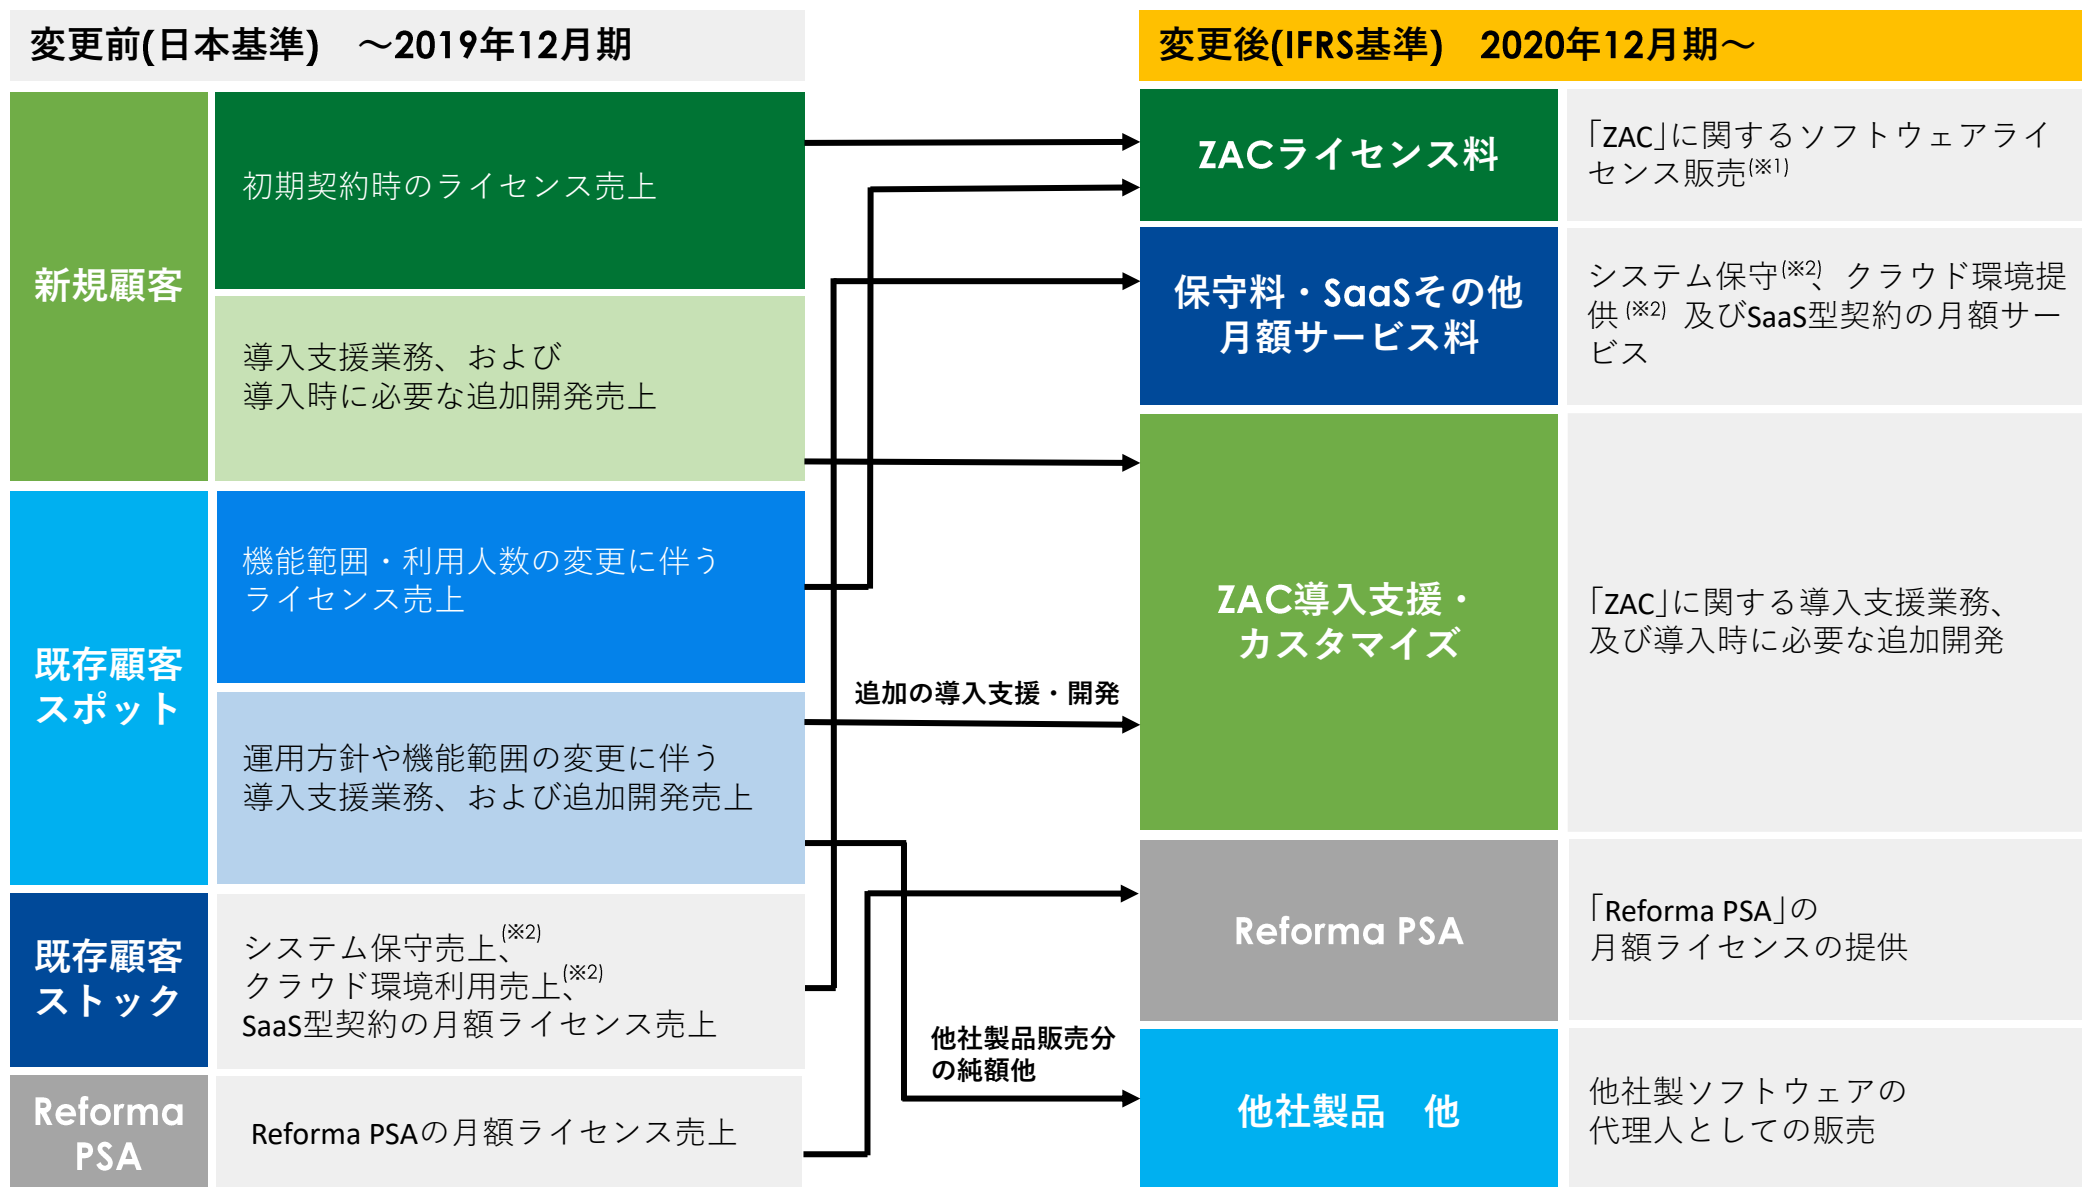 変更前(日本基準)　～2019年12月期
新規顧客
初期契約時のライセンス売上
導入支援業務、および
導入時に必要な追加開発売上
既存顧客
スポット
機能範囲・利用人数の変更に伴う
ライセンス売上
運用方針や機能範囲の変更に伴う
導入支援業務、および追加開発売上
既存顧客
ストック
システム保守売上、(※2)
クラウド環境利用売上、(※2)
SaaS型契約の月額ライセンス売上
Reforma
PSA
Reforma PSAの月額ライセンス売上
追加の導入支援・開発
他社製品販売分
の純額他
変更後(IFRS基準)　2020年12月期～
ZACライセンス料
「ZAC」に関するソフトウェアライ
センス販売(※1)
保守料・SaaSその他
月額サービス料
システム保守(※2)、クラウド環境提
供(※2) 及びSaaS型契約の月額サー
ビス
ZAC導入支援・
カスタマイズ
「ZAC」に関する導入支援業務、
及び導入時に必要な追加開発
Reforma PSA
「Reforma PSA」の
月額ライセンスの提供
他社製品　他
他社製ソフトウェアの
代理人としての販売